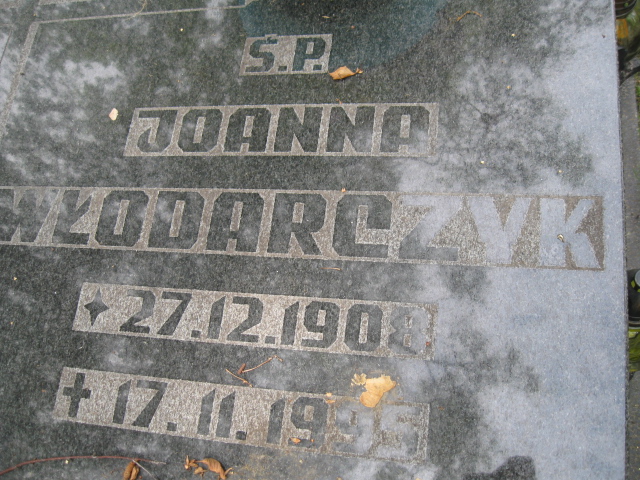 Ś.P.
JOANNA
WŁODARCZYK
27.12.1908.
† 17.11.1995